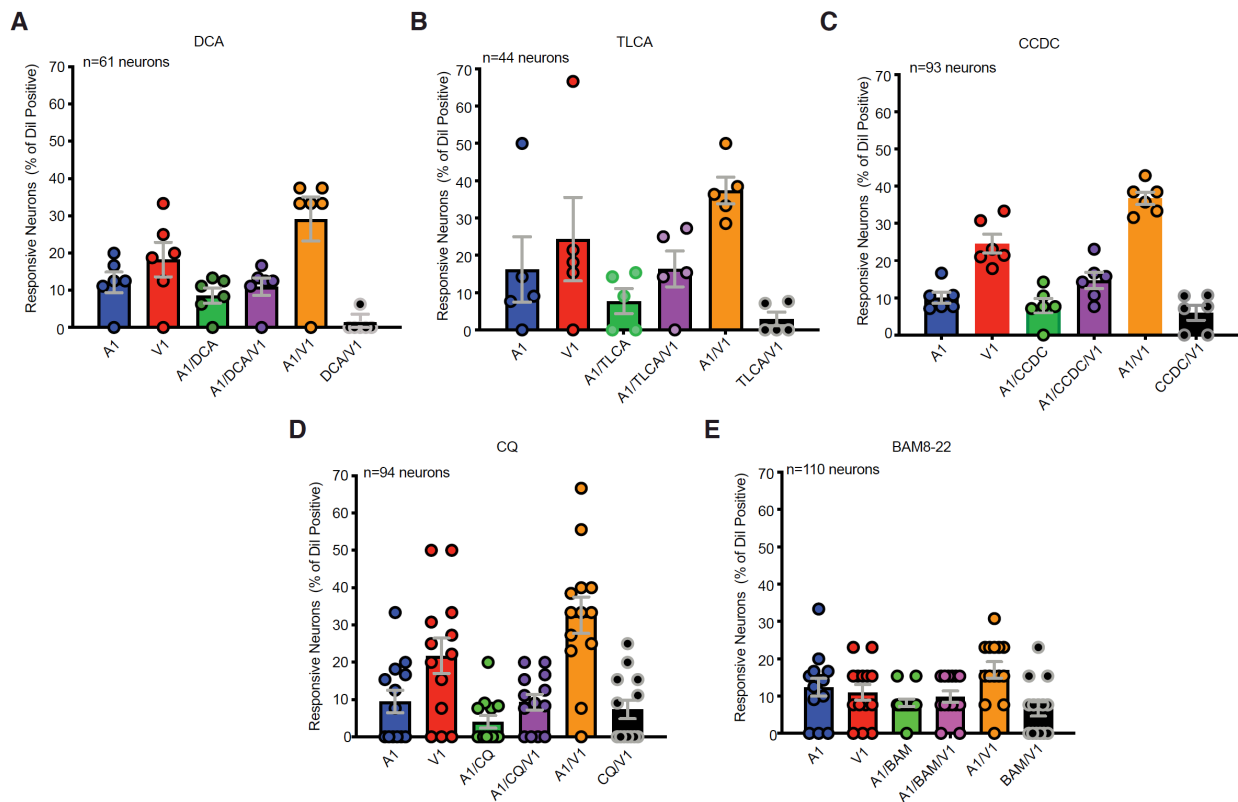 A
DCA
n=61 neurons
Responsive Neurons (% of DiI Positive)
70
60
50
40
30
20
10
0
A1
V1
A1/DCA
A1/DCA/V1
A1/V1
DCA/V1
B
TLCA
n=44 neurons
Responsive Neurons (% of DiI Positive)
70
60
50
40
30
20
10
0
A1
V1
A1/TLCA
A1/TLCA/V1
A1/V1
TLCA/V1
C
CCDC
n=93 neurons
Responsive Neurons (% of DiI Positive)
70
60
50
40
30
20
10
0
A1
V1
A1/CCDC
A1/CCDC/V1
A1/V1
CCDC/V1
D
CQ
n=94 neurons
Responsive Neurons (% of DiI Positive)
70
60
50
40
30
20
10
0
A1
V1
A1/CQ
A1/CQ/V1
A1/V1
CQ/V1
E
BAM8-22
n=110 neurons
Responsive Neurons (% of DiI Positive)
70
60
50
40
30
20
10
0
A1
V1
A1/BAM
A1/BAM/V1
A1/V1
BAM/V1